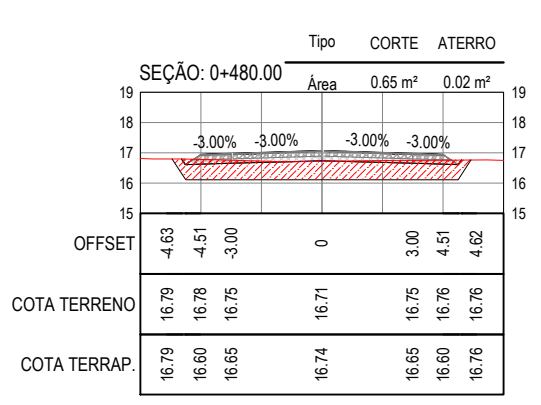 Tipo CORTE ATERRO
SEÇÃO: 0+480.00
Área 0.65 m² 0.02 m²
19 19
18 18
-3.00% -3.00% -3.00% -3.00%
17 17
16 16
15 15
OFFSET -4.63 -4.51 -3.00 0 3.00 4.51 4.62
COTA TERRENO 16.79 16.78 16.75 16.71 16.75 16.76 16.76
COTA TERRAP. 16.79 16.60 16.65 16.74 16.65 16.60 16.76